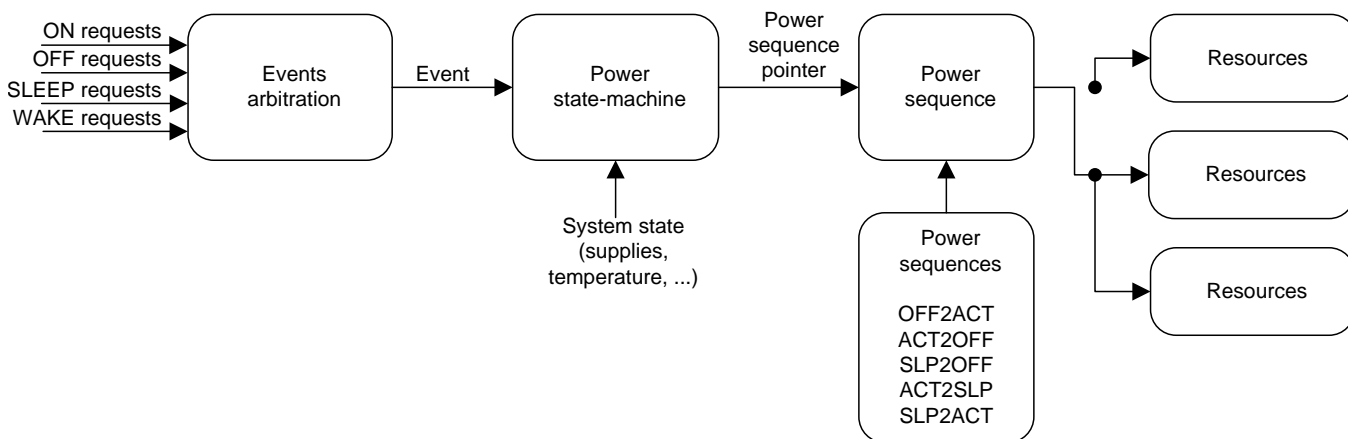 ON requests
OFF requests
SLEEP requests
WAKE requests
Events
arbitration
Event
Power
state-machine
System state
(supplies,
temperature, ...)
Power
sequence
pointer
Power
sequence
Power
sequences
OFF2ACT
ACT2OFF
SLP2OFF
ACT2SLP
SLP2ACT
Resources
Resources
Resources